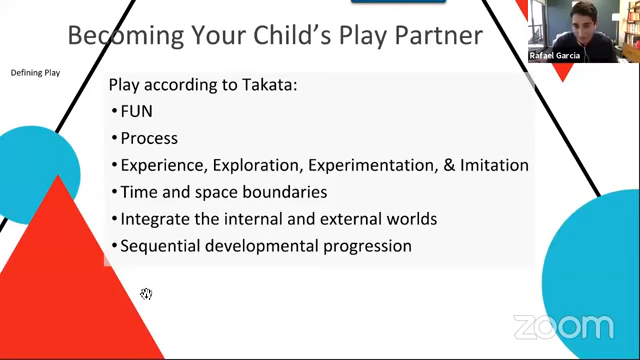 Becoming Your Child's Play Partner
Rafael Garcia
Defining Play
Play according to Takata:
•FUN
•Process
•Experience, Exploration, Experimentation, & Imitation
•Time and space boundaries
•Integrate the internal and external worlds
•Sequential developmental progression
zoom